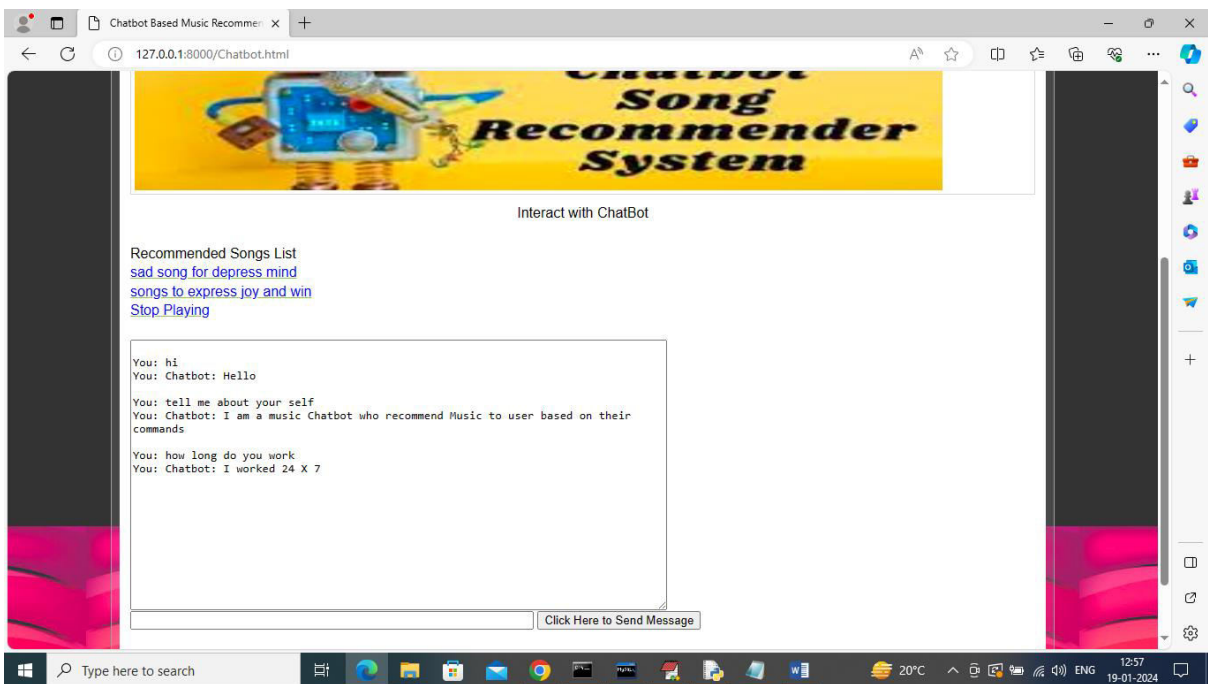 Chatbot Based Music Recommen
127.0.0.1:8000/Chatbot.html
Chatbot
Song
Recommender
System
Interact with ChatBot
Recommended Songs List
sad song for depress mind
songs to express joy and win
Stop Playing
You: hi
You: Chatbot: Hello
You: tell me about your self
You: Chatbot: I am a music Chatbot who recommend Music to user based on their
commands
You: how long do you work
You: Chatbot: I worked 24 X 7
Click Here to Send Message
Type here to search
20°C
ENG
12:57
19-01-2024